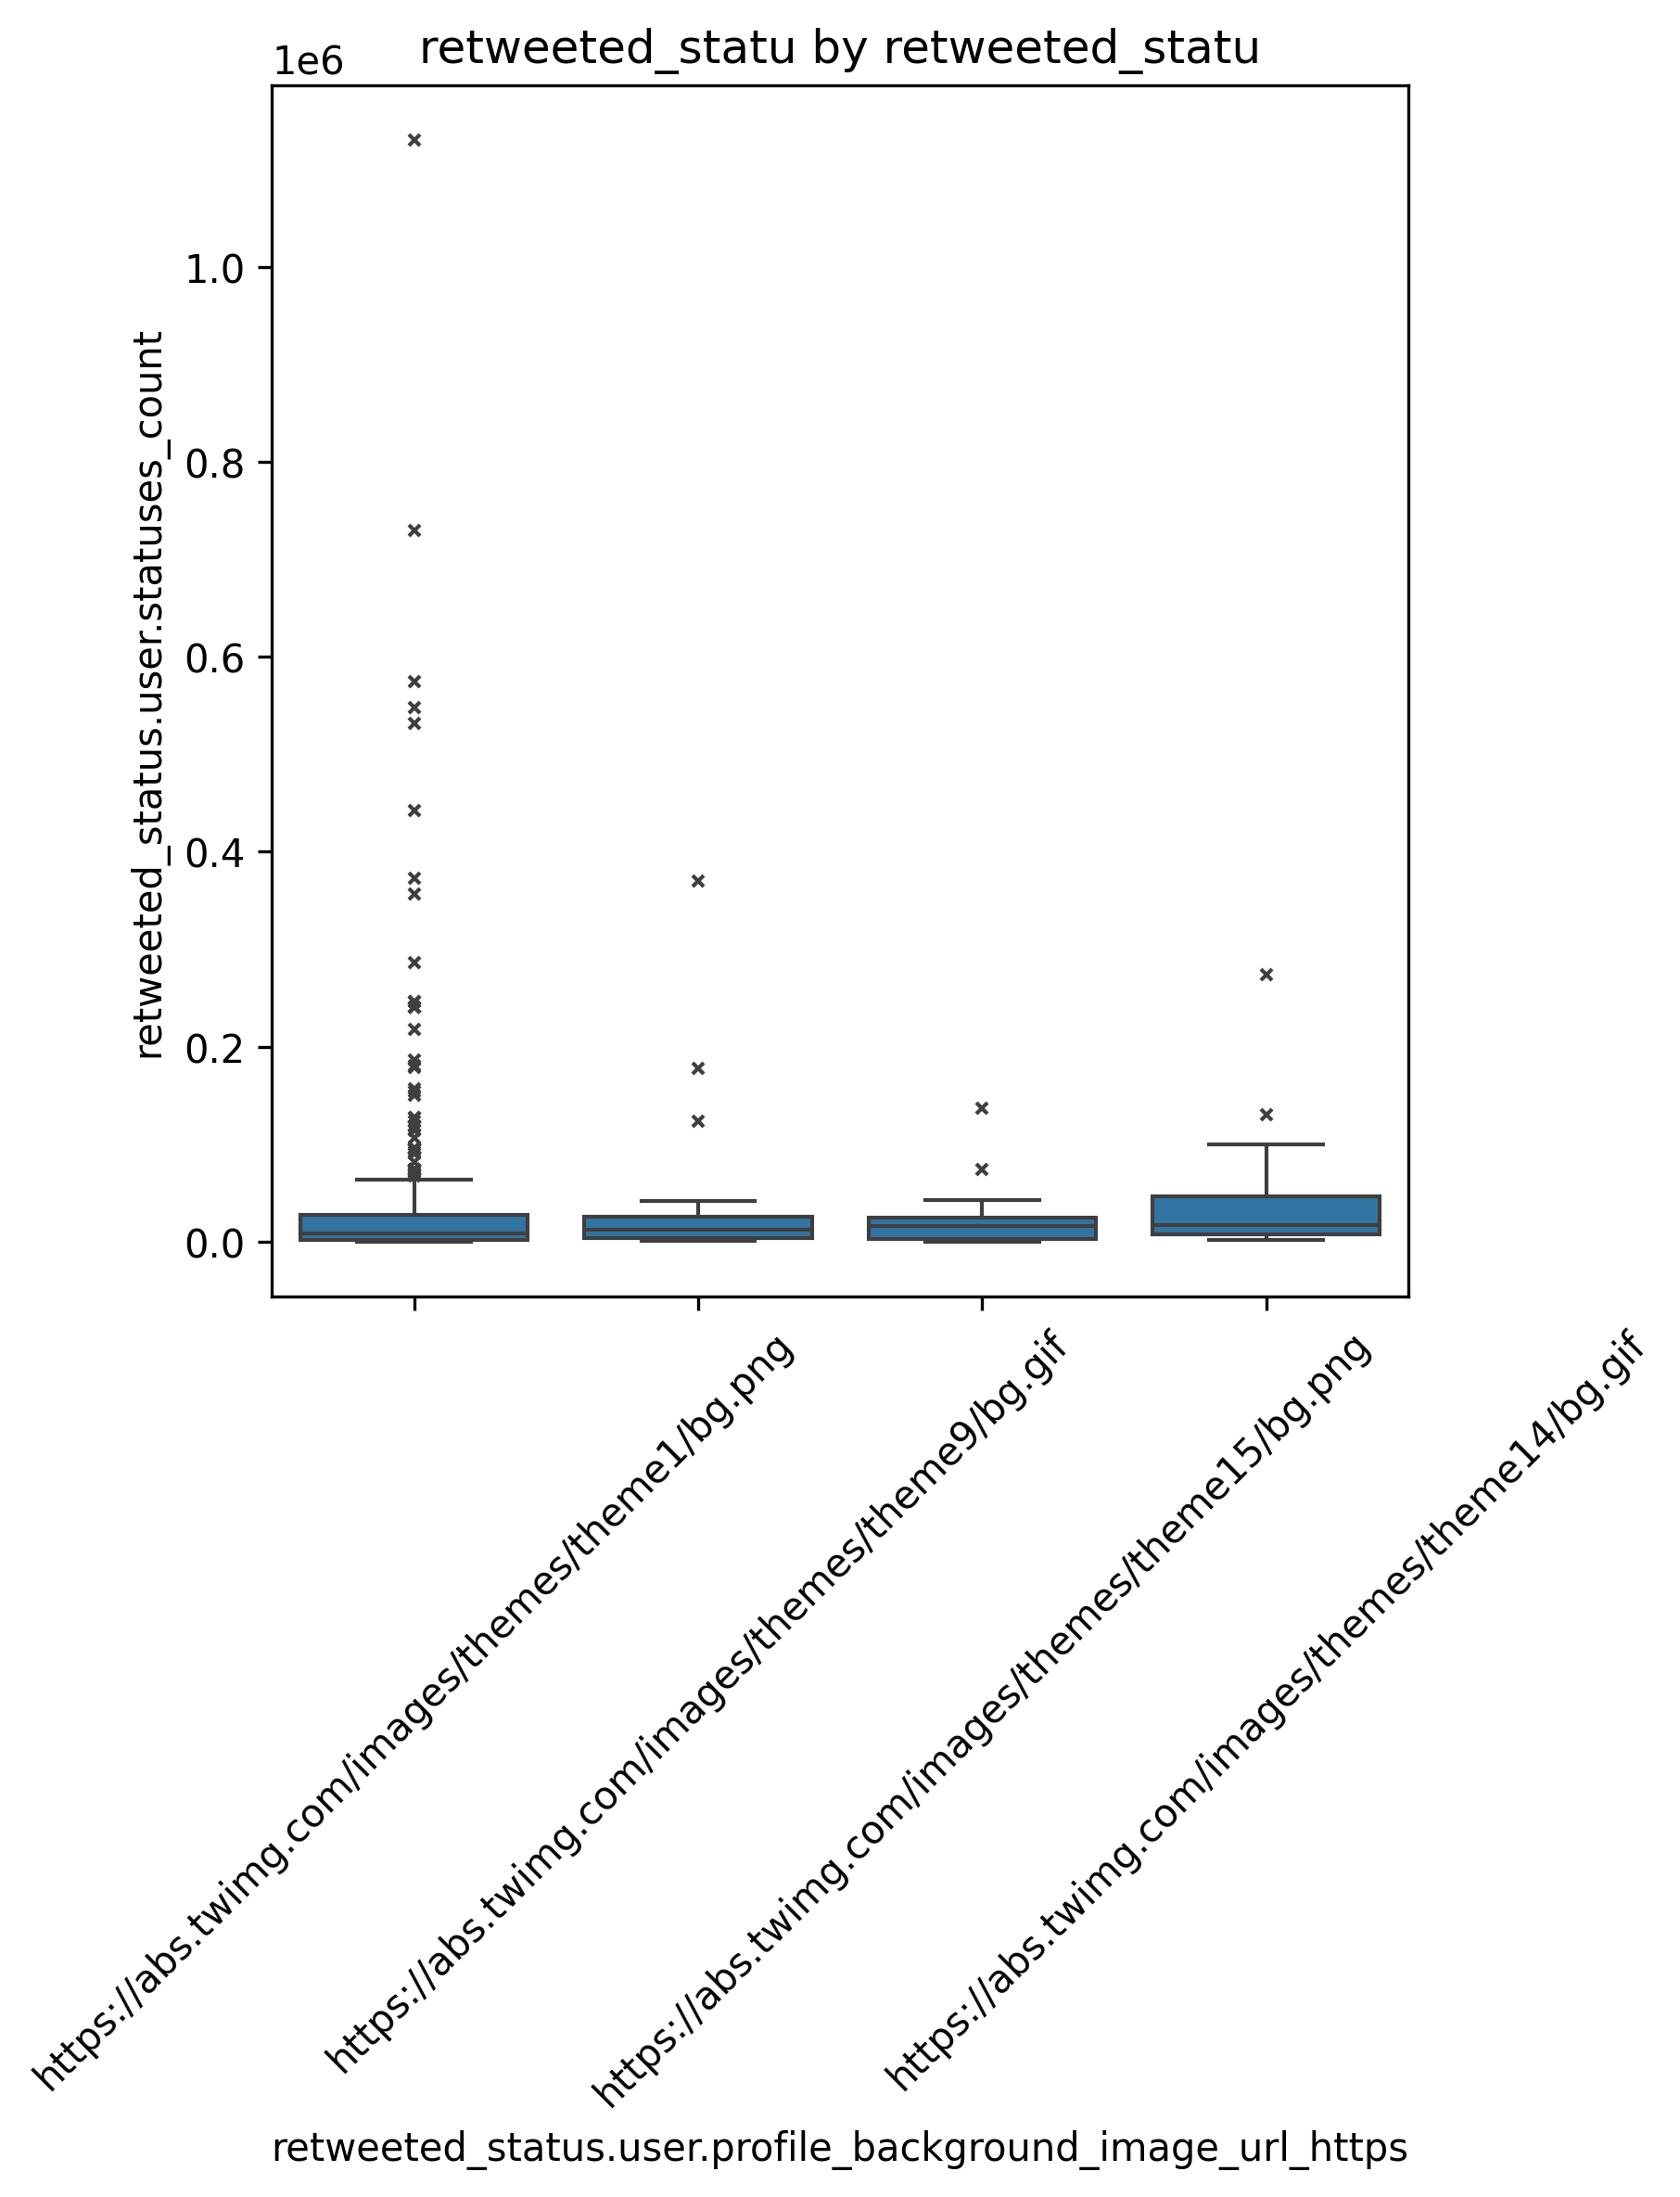 retweeted_statu by retweeted_statu
1e6
1.0
0.8
0.6
0.4
0.2
0.0
retweeted_status.user.statuses_count
https://abs.twimg.com/images/themes/theme1/bg.png
https://abs.twimg.com/images/themes/theme9/bg.gif
https://abs.twimg.com/images/themes/theme15/bg.png
https://abs.twimg.com/images/themes/theme14/bg.gif
retweeted_status.user.profile_background_image_url_https